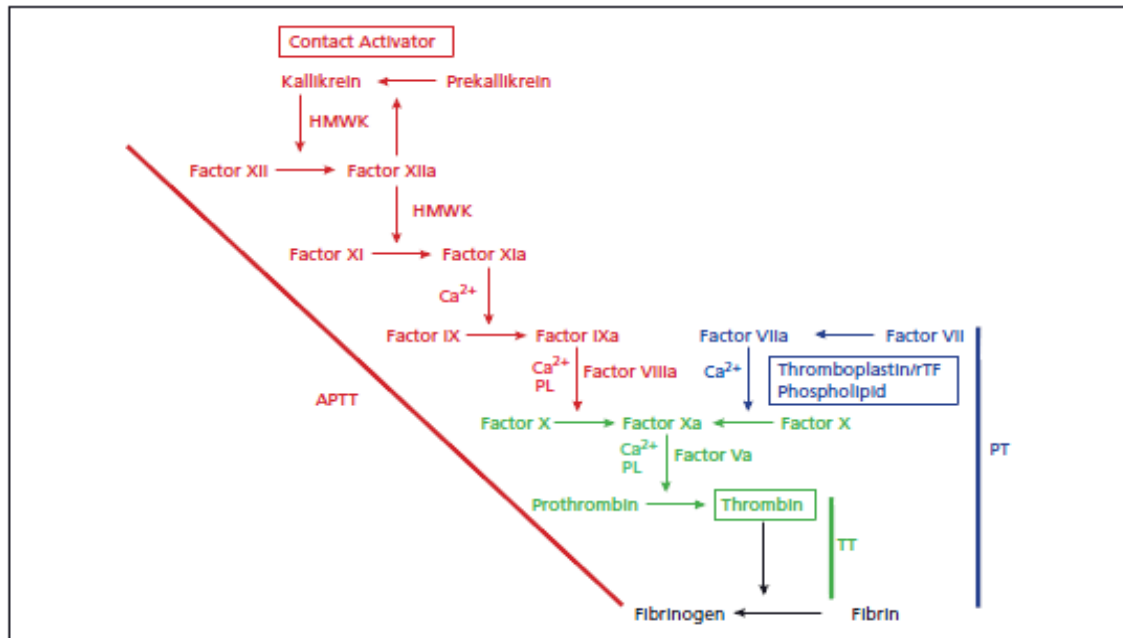 Contact Activator
Kallikrein Prekallikrein
HMWK
Factor XII Factor XIIa
HMWK
Factor XI Factor XIa
Ca2+
Factor IX Factor IXa Factor VIIa Factor VII
Ca2+ Factor VIIIa Ca2+ Thromboplastin/rTF
PL Phospholipid
APTT
Factor X Factor Xa Factor X
Ca2+ Factor Va PT
PL
Prothrombin Thrombin
TT
Fibrinogen Fibrin